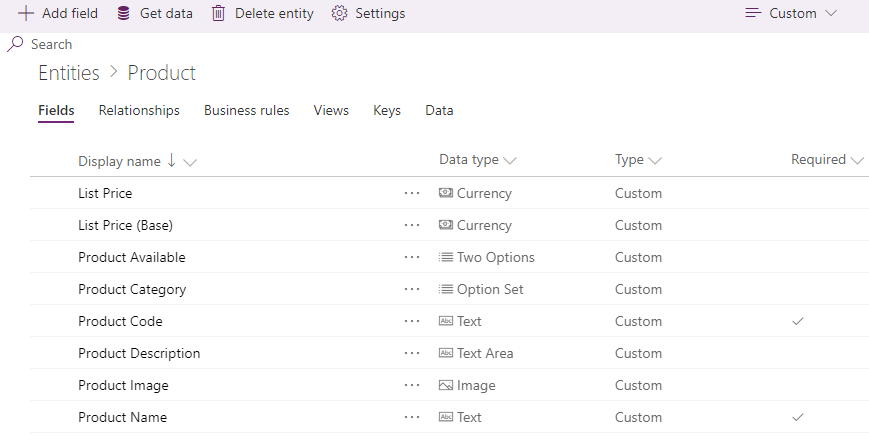 Add field Get data Delete entity Settings Custom
Search
Entities > Product
Fields Relationships Business rules Views Keys Data
Display name Data type Type Required
List Price ··· Currency Custom
List Price (Base) ··· Currency Custom
Product Available ··· Two Options Custom
Product Category ··· Option Set Custom
Product Code ··· Abc Text Custom
Product Description ··· Abc Text Area Custom
Product Image ··· Image Custom
Product Name ··· Abc Text Custom